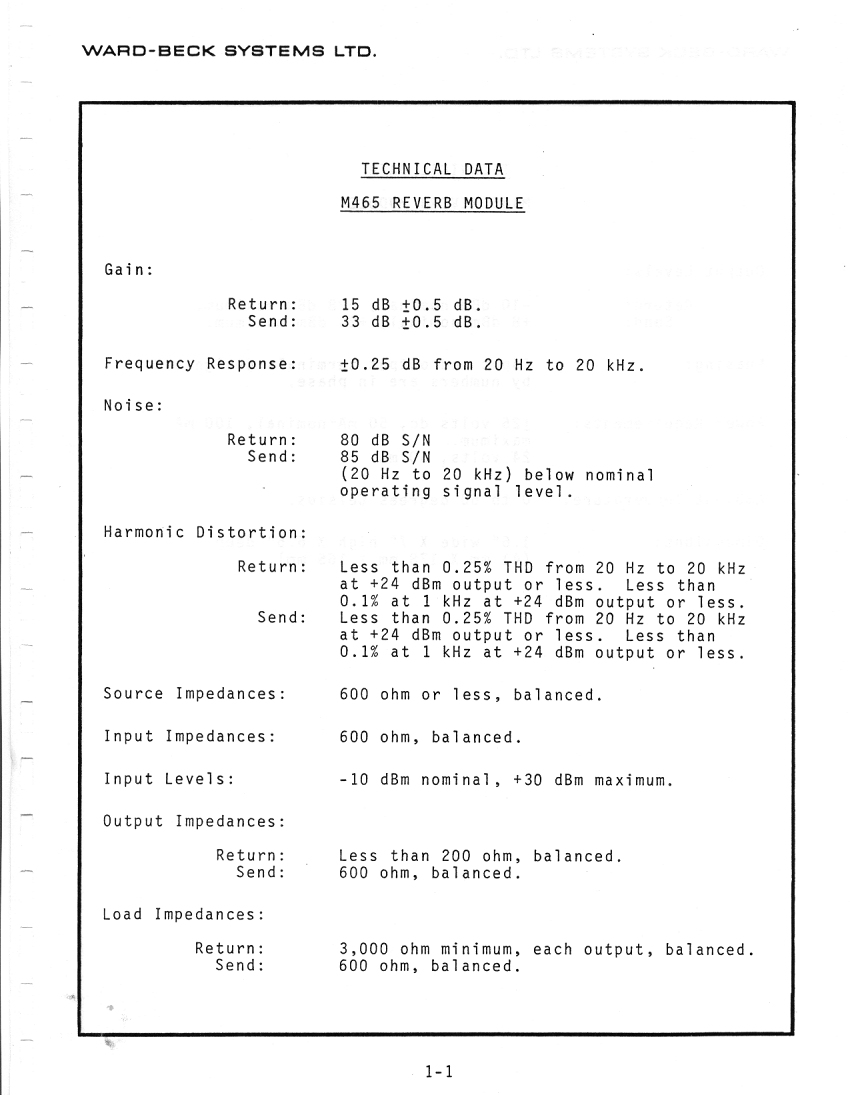 WARD-BECK SYSTEMS LTD.
TECHNICAL DATA
M465 REVERB MODULE
Gain:
Return: 15 dB ±0.5 dB.
Send: 33 dB ±0.5 dB.
Frequency Response: ±0.25 dB from 20 Hz to 20 kHz.
Noise:
Return: 80 dB S/N
Send: 85 dB S/N
(20 Hz to 20 kHz) below nominal
operating signal level.
Harmonic Distortion:
Return: Less than 0.25% THD from 20 Hz to 20 kHz
at +24 dBm output or less. Less than
0.1% at 1 kHz at +24 dBm output or less.
Send: Less than 0.25% THD from 20 Hz to 20 kHz
at +24 dBm output or less. Less than
0.1% at 1 kHz at +24 dBm output or less.
Source Impedances: 600 ohm or less, balanced.
Input Impedances: 600 ohm, balanced.
Input Levels: -10 dBm nominal, +30 dBm maximum.
Output Impedances:
Return: Less than 200 ohm, balanced.
Send: 600 ohm, balanced.
Load Impedances:
Return: 3,000 ohm minimum, each output, balanced.
Send: 600 ohm, balanced.
1-1